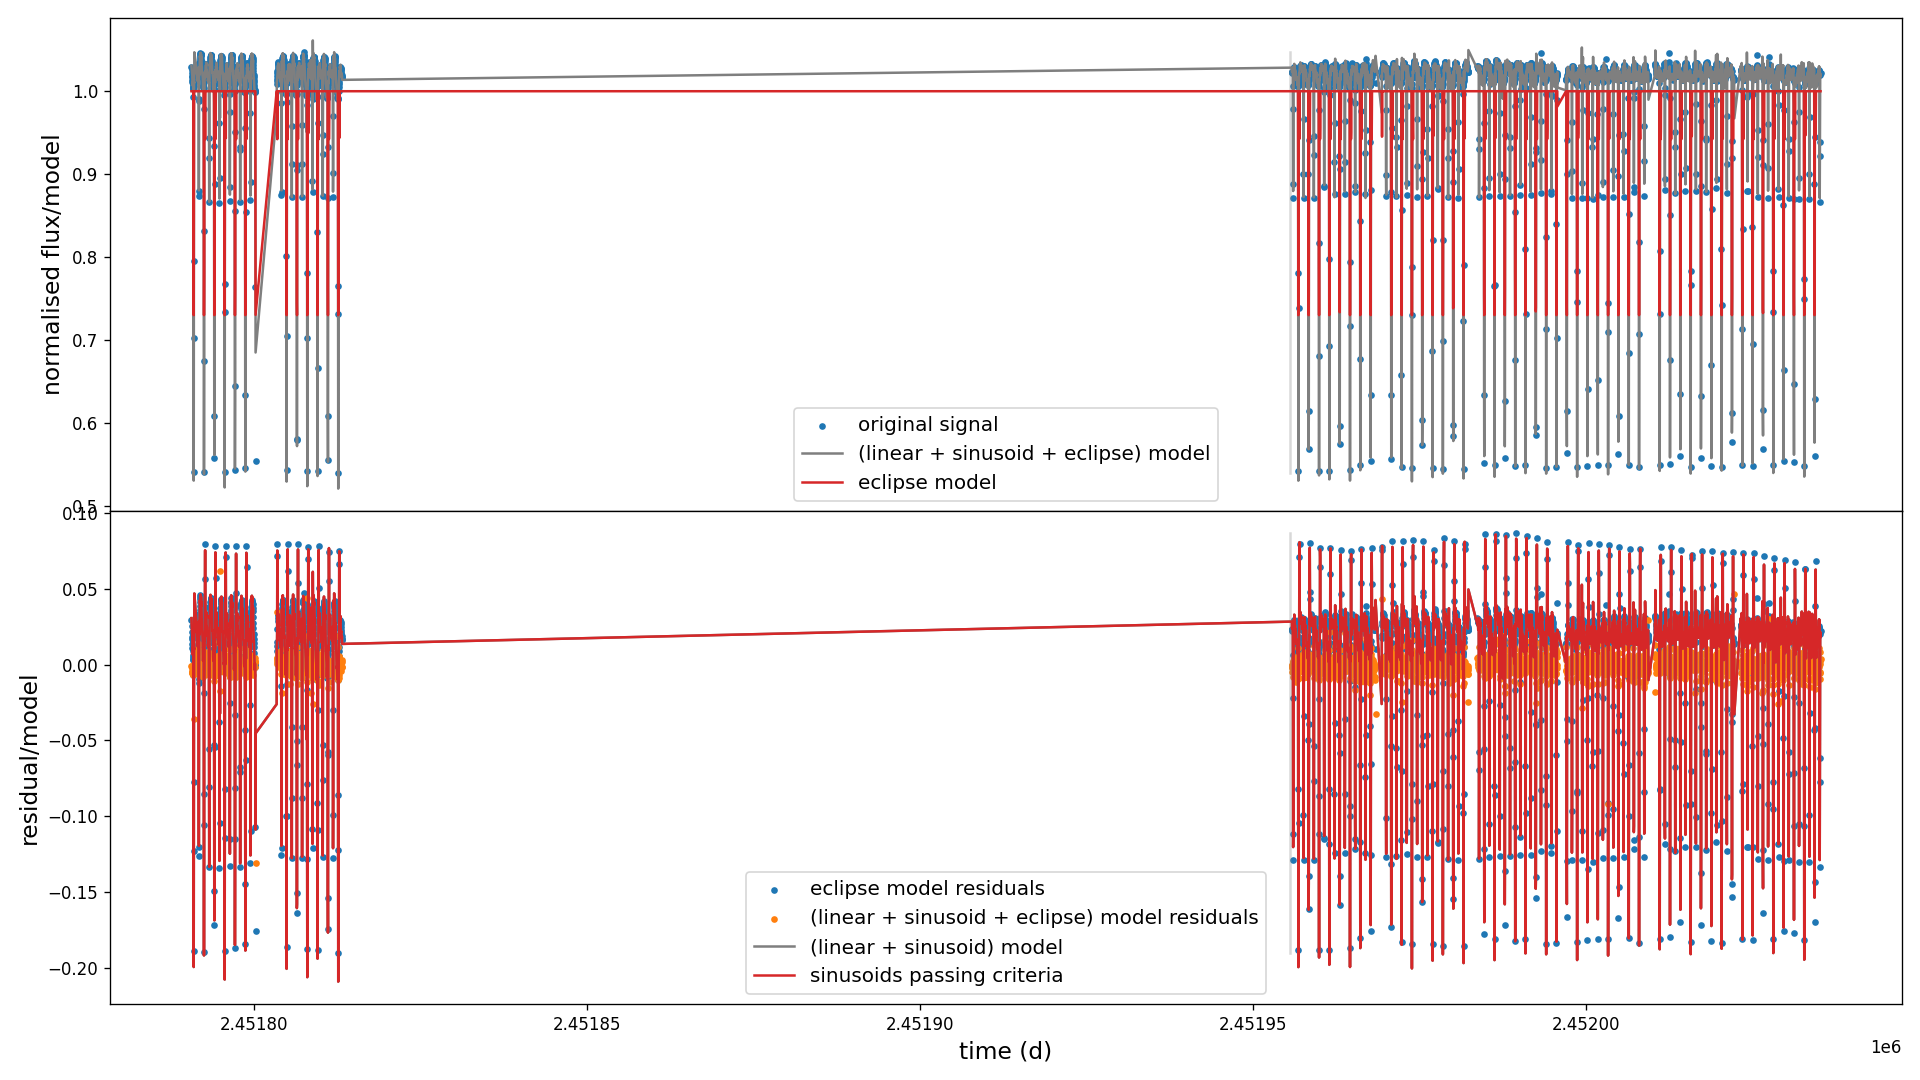 normalised flux/model
1.0
0.9
0.8
0.7
0.6
0.5
original signal
(linear + sinusoid + eclipse) model
eclipse model
residual/model
0.10
0.05
0.00
−0.05
−0.10
−0.15
−0.20
eclipse model residuals
(linear + sinusoid + eclipse) model residuals
(linear + sinusoid) model
sinusoids passing criteria
2.45180 2.45185 2.45190 2.45195 2.45200
time (d)
1e6